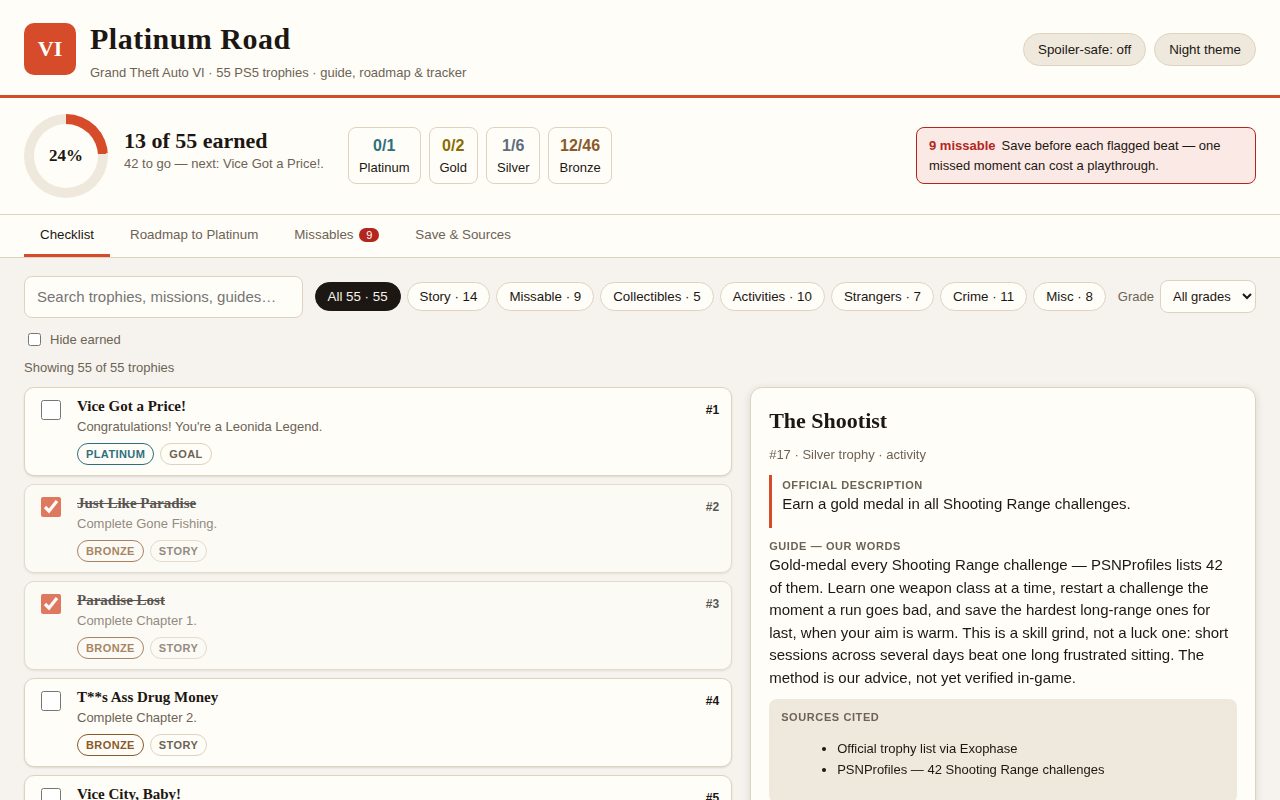 VI
Platinum Road
Grand Theft Auto VI · 55 PS5 trophies · guide, roadmap & tracker
Spoiler-safe: off
Night theme
24%
13 of 55 earned
42 to go — next: Vice Got a Price!.
0/1
Platinum
0/2
Gold
1/6
Silver
12/46
Bronze
9 missable Save before each flagged beat — one
missed moment can cost a playthrough.
Checklist
Roadmap to Platinum
Missables 9
Save & Sources
Search trophies, missions, guides…
All 55 · 55
Story · 14
Missable · 9
Collectibles · 5
Activities · 10
Strangers · 7
Crime · 11
Misc · 8
Grade
All grades
Hide earned
Showing 55 of 55 trophies
Vice Got a Price!
#1
Congratulations! You're a Leonida Legend.
PLATINUM
GOAL
Just Like Paradise
#2
Complete Gone Fishing.
BRONZE
STORY
Paradise Lost
#3
Complete Chapter 1.
BRONZE
STORY
T**s Ass Drug Money
#4
Complete Chapter 2.
BRONZE
STORY
Vice City, Baby!
#5
The Shootist
#17 · Silver trophy · activity
OFFICIAL DESCRIPTION
Earn a gold medal in all Shooting Range challenges.
GUIDE — OUR WORDS
Gold-medal every Shooting Range challenge — PSNProfiles lists 42
of them. Learn one weapon class at a time, restart a challenge the
moment a run goes bad, and save the hardest long-range ones for
last, when your aim is warm. This is a skill grind, not a luck one: short
sessions across several days beat one long frustrated sitting. The
method is our advice, not yet verified in-game.
SOURCES CITED
• Official trophy list via Exophase
• PSNProfiles — 42 Shooting Range challenges